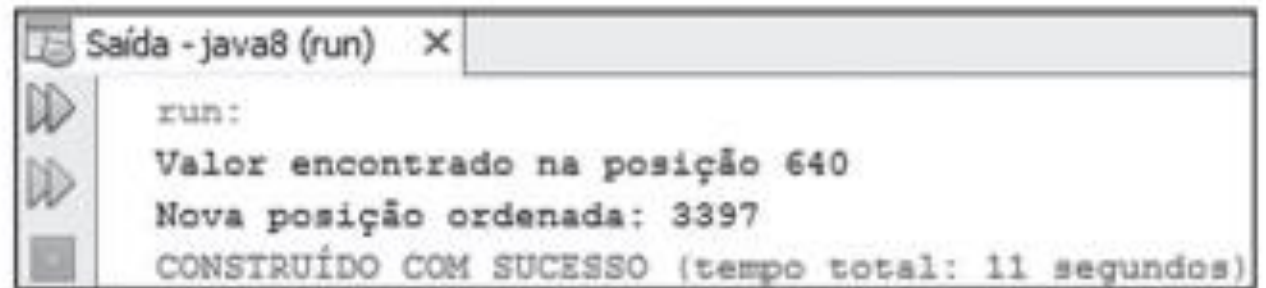 Saída - java8 (run) ×
run:
Valor encontrado na posição 640
Nova posição ordenada: 3397
CONSTRUÍDO COM SUCESSO (tempo total: 11 segundos)